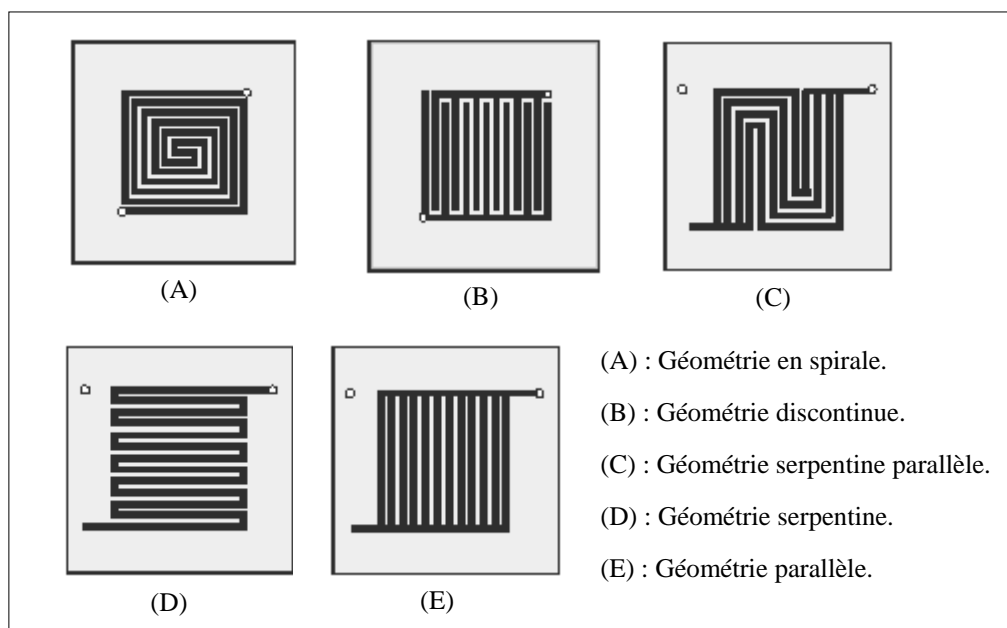 (A)
(B)
(C)
(D)
(E)
(A) : Géométrie en spirale.
(B) : Géométrie discontinue.
(C) : Géométrie serpentine parallèle.
(D) : Géométrie serpentine.
(E) : Géométrie parallèle.